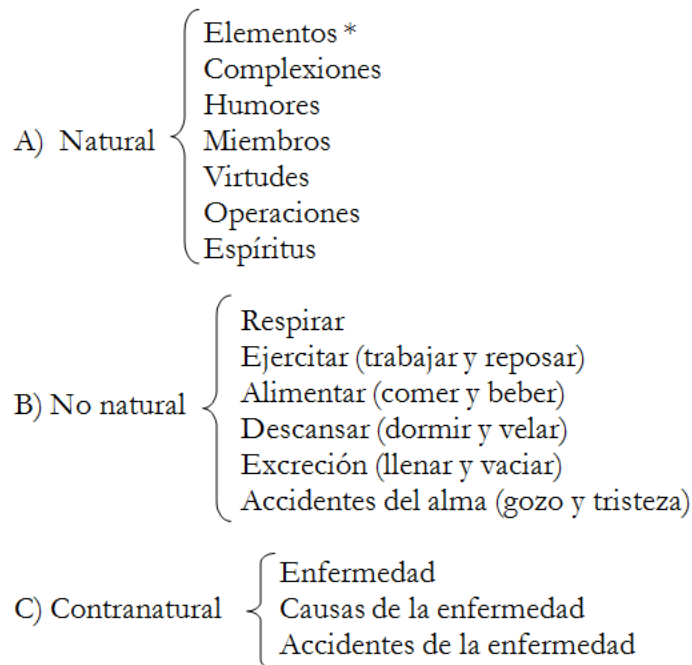 Elementos *
Complexiones
Humores
A) Natural
Miembros
Virtudes
Operaciones
Espíritus
Respirar
Ejercitar (trabajar y reposar)
Alimentar (comer y beber)
B) No natural
Descansar (dormir y velar)
Excreción (llenar y vaciar)
Accidentes del alma (gozo y tristeza)
Enfermedad
C) Contranatural
Causas de la enfermedad
Accidentes de la enfermedad